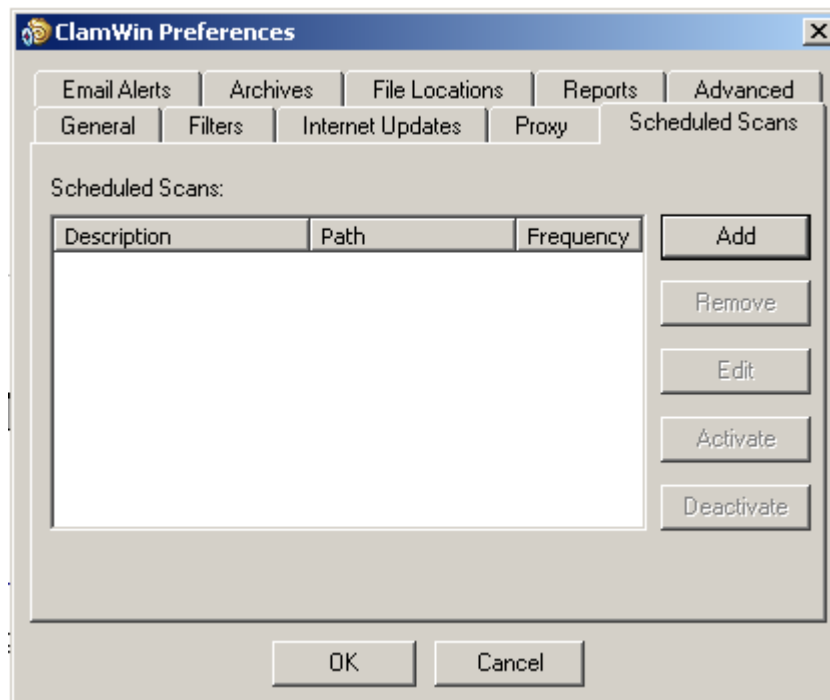 ClamWin Preferences
Email Alerts Archives File Locations Reports Advanced
General Filters Internet Updates Proxy Scheduled Scans
Scheduled Scans:
Description Path Frequency Add
Remove
Edit
Activate
Deactivate
OK Cancel